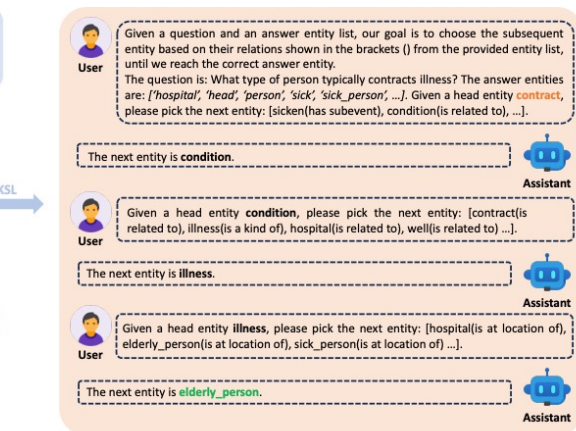 Given a question and an answer entity list, our goal is to choose the subsequent
entity based on their relations shown in the brackets () from the provided entity list,
until we reach the correct answer entity.
The question is: What type of person typically contracts illness? The answer entities
are: ['hospital', 'head', 'person', 'sick', 'sick_person', ...]. Given a head entity contract,
please pick the next entity: [sicken(has subevent), condition(is related to), ...].
User
The next entity is condition.
Assistant
KSL
Given a head entity condition, please pick the next entity: [contract(is
related to), illness(is a kind of), hospital(is related to), well(is related to) ...].
User
The next entity is illness.
Assistant
Given a head entity illness, please pick the next entity: [hospital(is at location of),
elderly_person(is at location of), sick_person(is at location of) ...].
User
The next entity is elderly_person.
Assistant